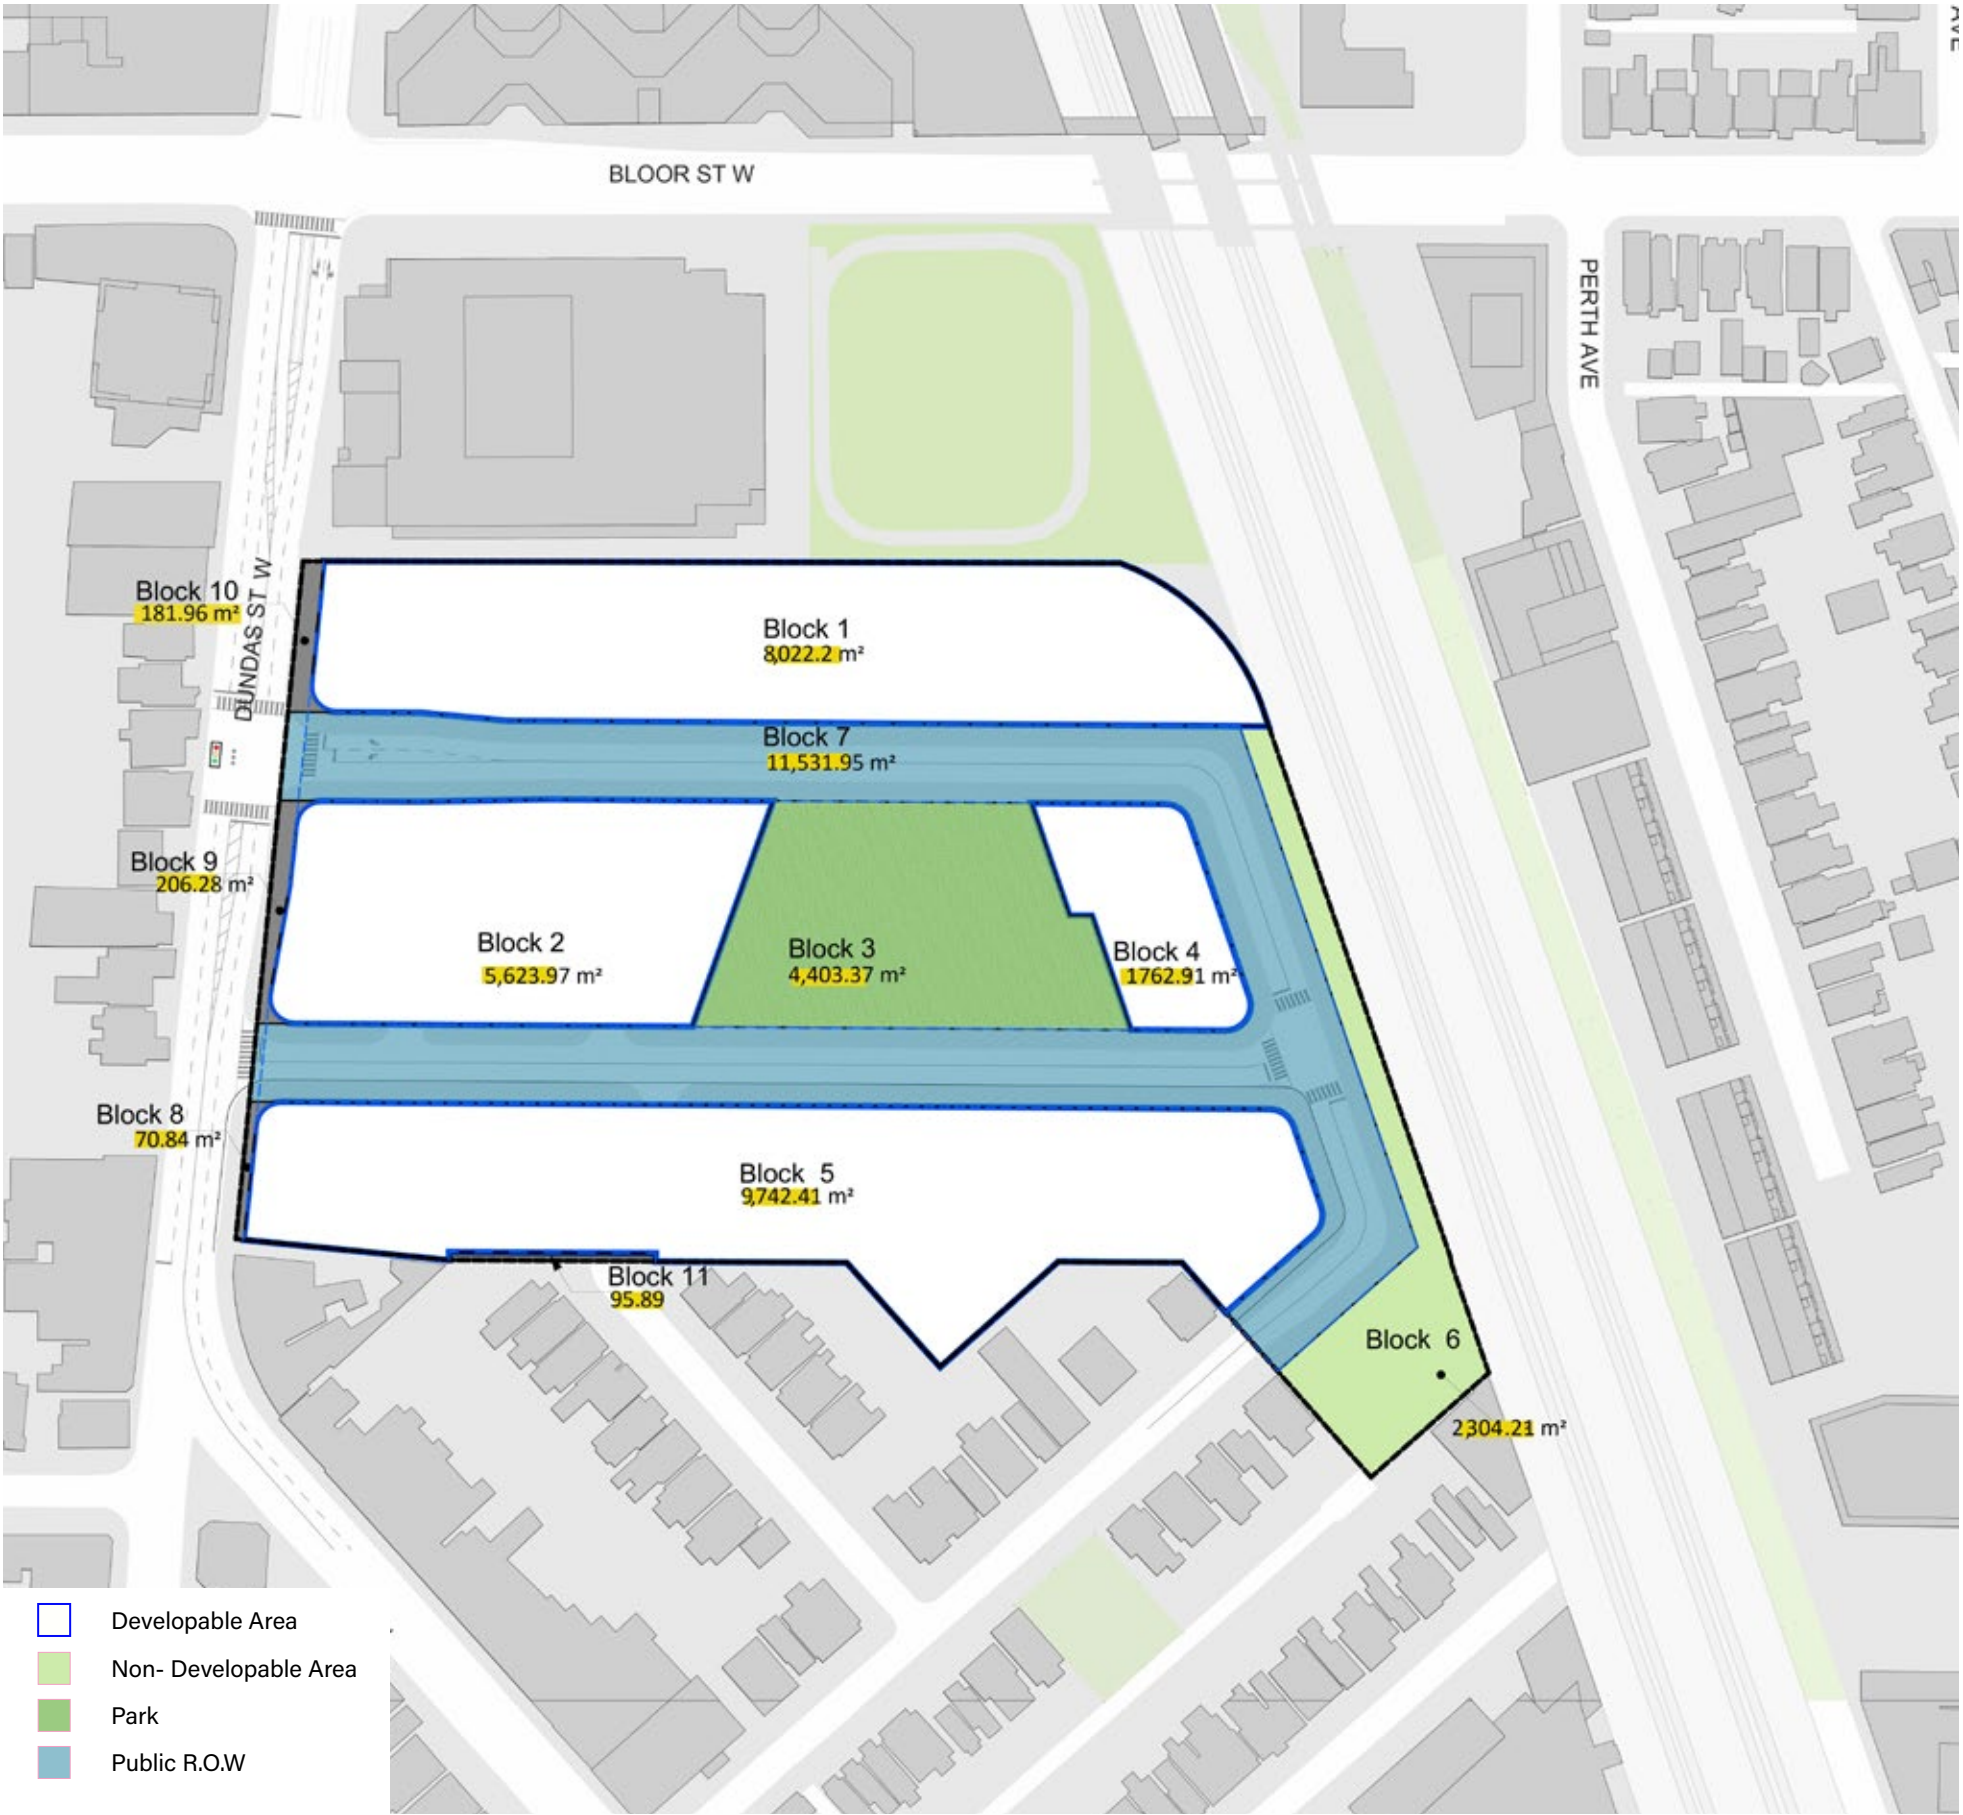 AVE
BLOOR ST W
PERTH AVE
DUNDAS ST W
Block 10
181.96 m²
Block 1
8,022.2 m²
Block 7
11,531.95 m²
Block 9
206.28 m²
Block 2
5,623.97 m²
Block 3
4,403.37 m²
Block 4
1762.91 m²
Block 8
70.84 m²
Block 5
9,742.41 m²
Block 11
95.89
Block 6
2,304.21 m²
Developable Area
Non- Developable Area
Park
Public R.O.W